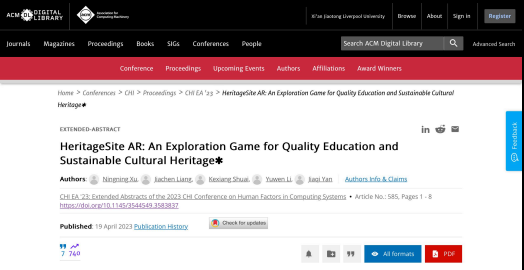 ACM DIGITAL LIBRARY
acm Association for Computing Machinery
Xi'an Jiaotong Liverpool University Browse About Sign in Register
Journals Magazines Proceedings Books SIGs Conferences People Search ACM Digital Library Advanced Search
Conference Proceedings Upcoming Events Authors Affiliations Award Winners
Home > Conferences > CHI > Proceedings > CHI EA '23 > HeritageSite AR: An Exploration Game for Quality Education and Sustainable Cultural
Heritage✱
EXTENDED-ABSTRACT
HeritageSite AR: An Exploration Game for Quality Education and
Sustainable Cultural Heritage✱
Authors: Ningning Xu, Jiachen Liang, Kexiang Shuai, Yuwen Li, Jiaqi Yan Authors Info & Claims
CHI EA '23: Extended Abstracts of the 2023 CHI Conference on Human Factors in Computing Systems • Article No.: 585, Pages 1 - 8
https://doi.org/10.1145/3544549.3583837
Published: 19 April 2023 Publication History Check for updates
7 740 All formats PDF
Feedback